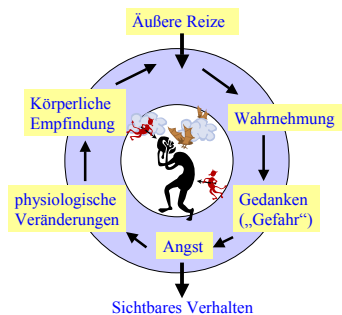 Äußere Reize
Wahrnehmung
Gedanken
(„Gefahr“)
Angst
physiologische
Veränderungen
Körperliche
Empfindung
Sichtbares Verhalten